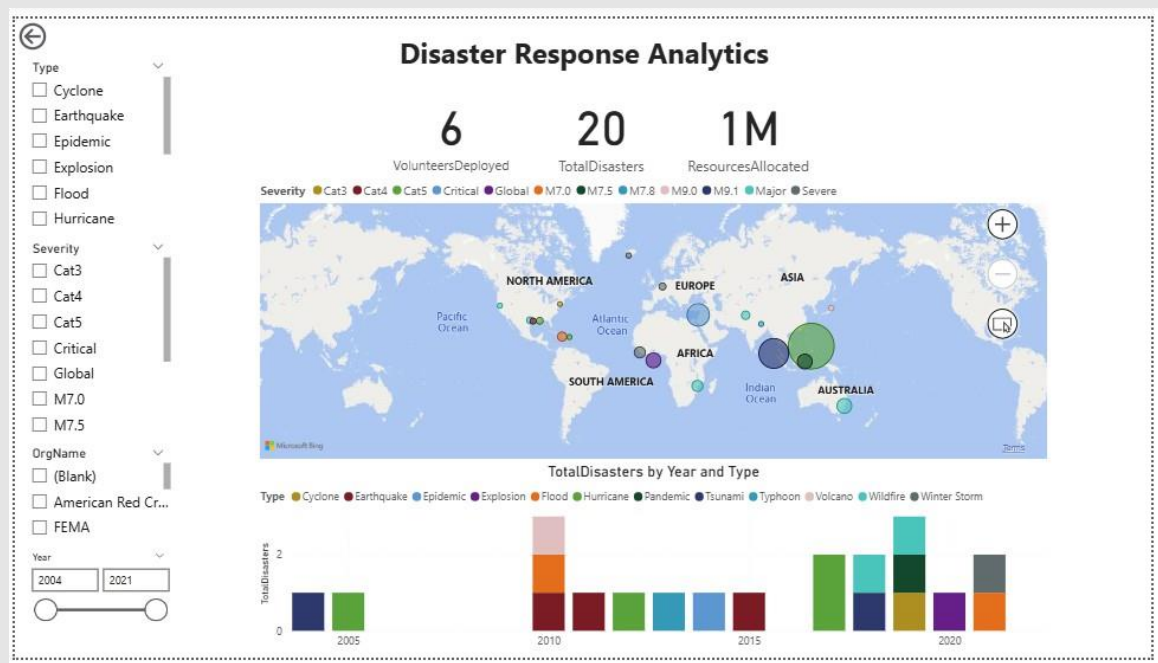 Disaster Response Analytics
Type
Cyclone
Earthquake
Epidemic
Explosion
Flood
Hurricane
Severity
Cat3
Cat4
Cat5
Critical
Global
M7.0
M7.5
OrgName
(Blank)
American Red Cr...
FEMA
Year
2004 2021
6 20 1M
VolunteersDeployed TotalDisasters ResourcesAllocated
Severity Cat3 Cat4 Cat5 Critical Global M7.0 M7.5 M7.8 M9.0 M9.1 Major Severe
NORTH AMERICA
EUROPE
ASIA
Pacific
Ocean
Atlantic
Ocean
AFRICA
SOUTH AMERICA
Indian
Ocean
AUSTRALIA
Microsoft Bing
Terms
TotalDisasters by Year and Type
Type Cyclone Earthquake Epidemic Explosion Flood Hurricane Pandemic Tsunami Typhoon Volcano Wildfire Winter Storm
TotalDisasters
2
0
2005 2010 2015 2020